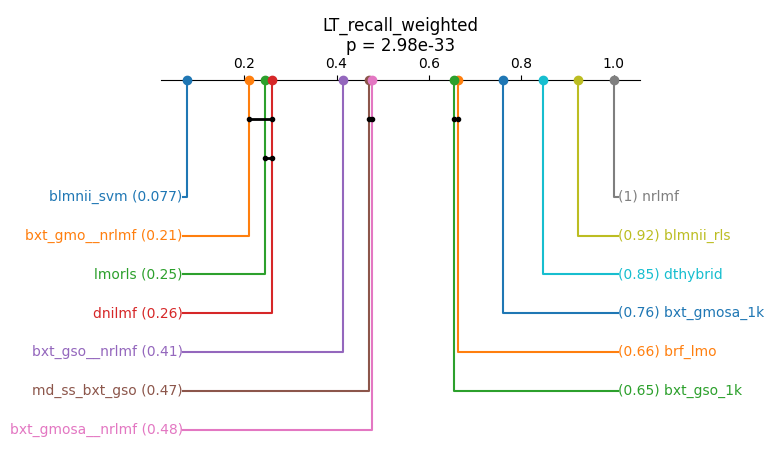 LT_recall_weighted
p = 2.98e-33
0.2 0.4 0.6 0.8 1.0
blmnii_svm (0.077)
(1) nrlmf
bxt_gmo__nrlmf (0.21)
(0.92) blmnii_rls
lmorls (0.25)
(0.85) dthybrid
dnilmf (0.26)
(0.76) bxt_gmosa_1k
bxt_gso__nrlmf (0.41)
(0.66) brf_lmo
md_ss_bxt_gso (0.47)
(0.65) bxt_gso_1k
bxt_gmosa__nrlmf (0.48)